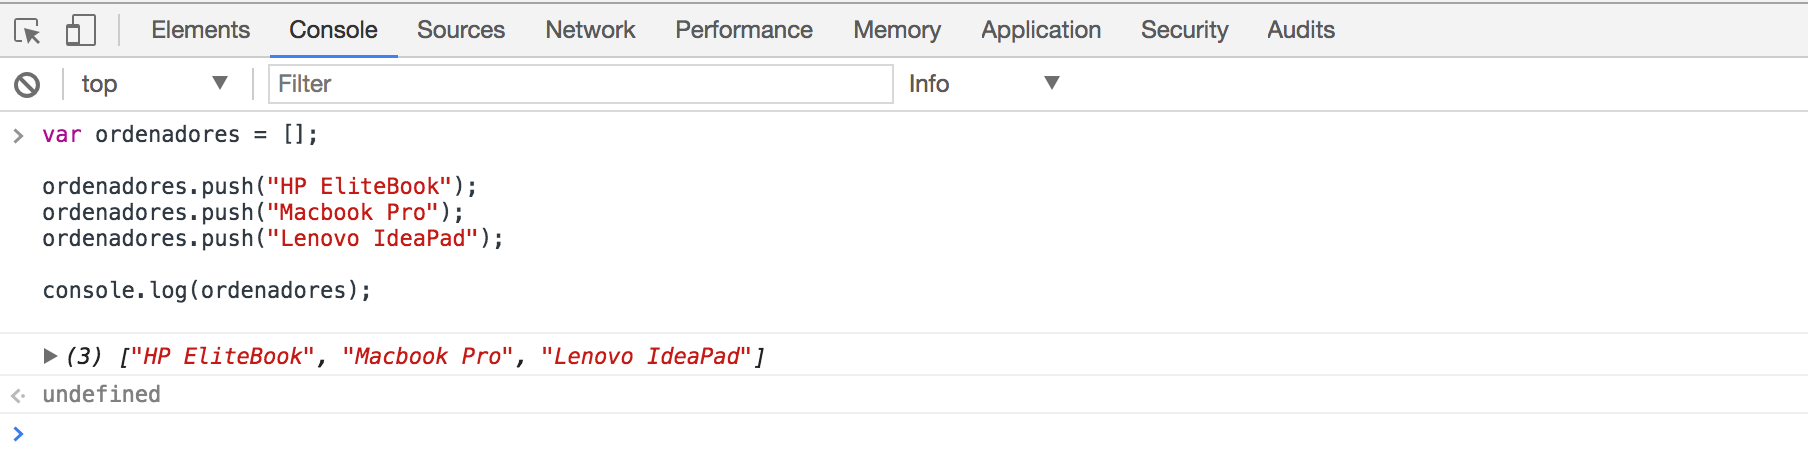 Elements Console Sources Network Performance Memory Application Security Audits
top Filter Info
> var ordenadores = [];
ordenadores.push("HP EliteBook");
ordenadores.push("Macbook Pro");
ordenadores.push("Lenovo IdeaPad");
console.log(ordenadores);
(3) ["HP EliteBook", "Macbook Pro", "Lenovo IdeaPad"]
undefined
>